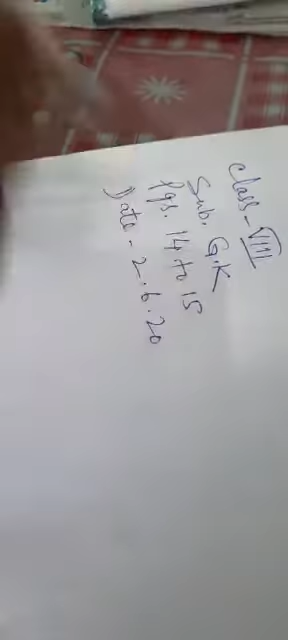 Class - VIII
Sub. G.K
Pgs. 14 to 15
Date - 2.6.20